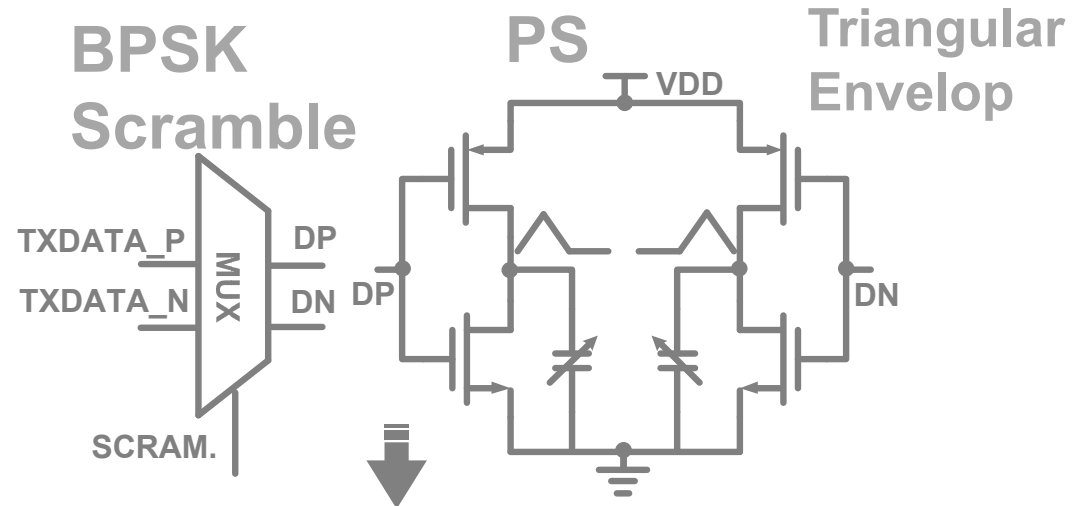 BPSK
Scramble
PS
Triangular
Envelop
VDD
TXDATA_P
TXDATA_N
MUX
DP
DN
SCRAM.
DP
DN